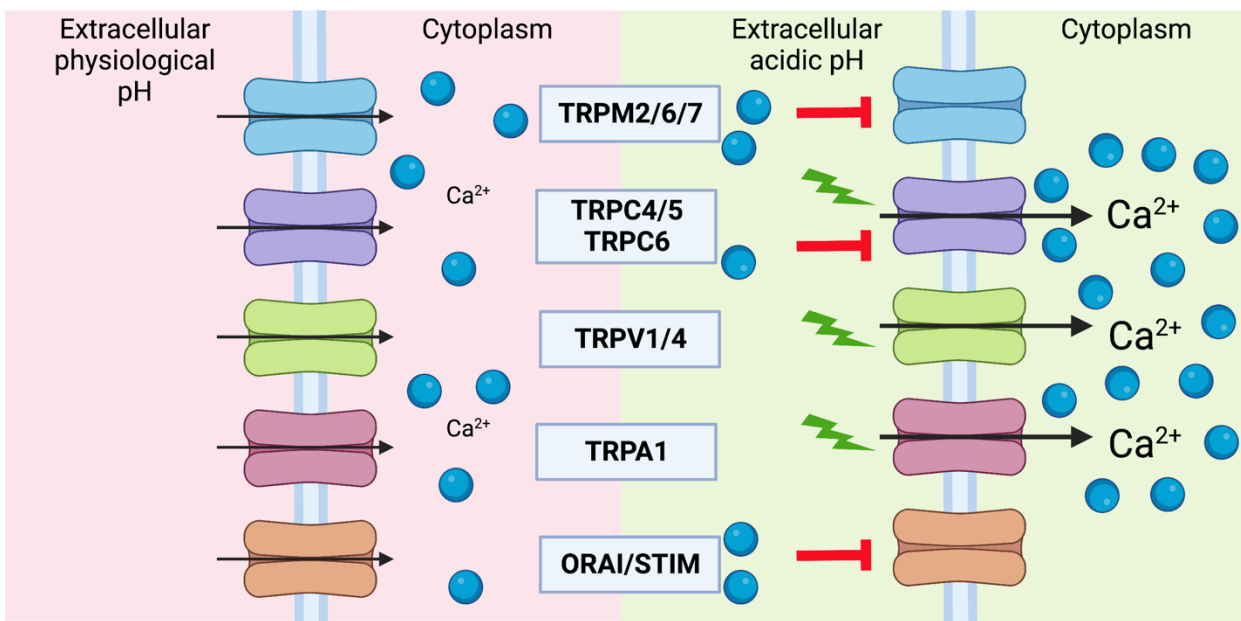 Extracellular
physiological
pH
Cytoplasm
Extracellular
acidic pH
Cytoplasm
TRPM2/6/7
Ca²⁺
TRPC4/5
TRPC6
Ca²⁺
TRPV1/4
Ca²⁺
Ca²⁺
TRPA1
Ca²⁺
ORAI/STIM